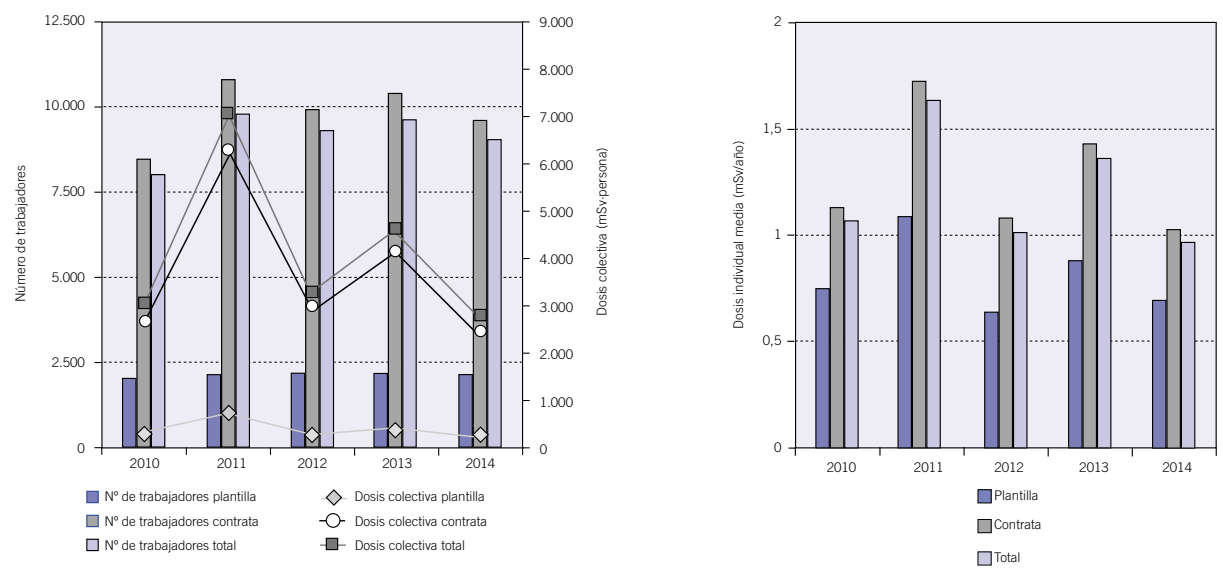 12.500
10.000
7.500
5.000
2.500
0
Número de trabajadores
9.000
8.000
7.000
6.000
5.000
4.000
3.000
2.000
1.000
0
Dosis colectiva (mSv·persona)
2010 2011 2012 2013 2014
Nº de trabajadores plantilla
Nº de trabajadores contrata
Nº de trabajadores total
Dosis colectiva plantilla
Dosis colectiva contrata
Dosis colectiva total
2
1,5
1
0,5
0
Dosis individual media (mSv/año)
2010 2011 2012 2013 2014
Plantilla
Contrata
Total